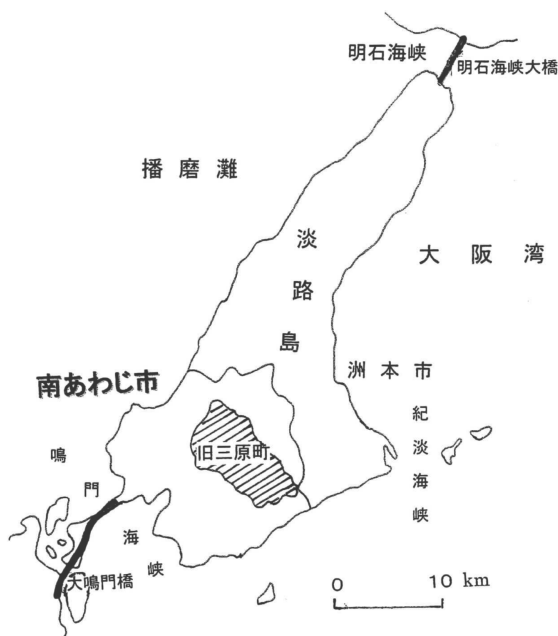 明石海峡
明石海峡大橋
播磨灘
大阪湾
淡路島
洲本市
南あわじ市
紀淡海峡
旧三原町
鳴門海峡
大鳴門橋
0 10 km